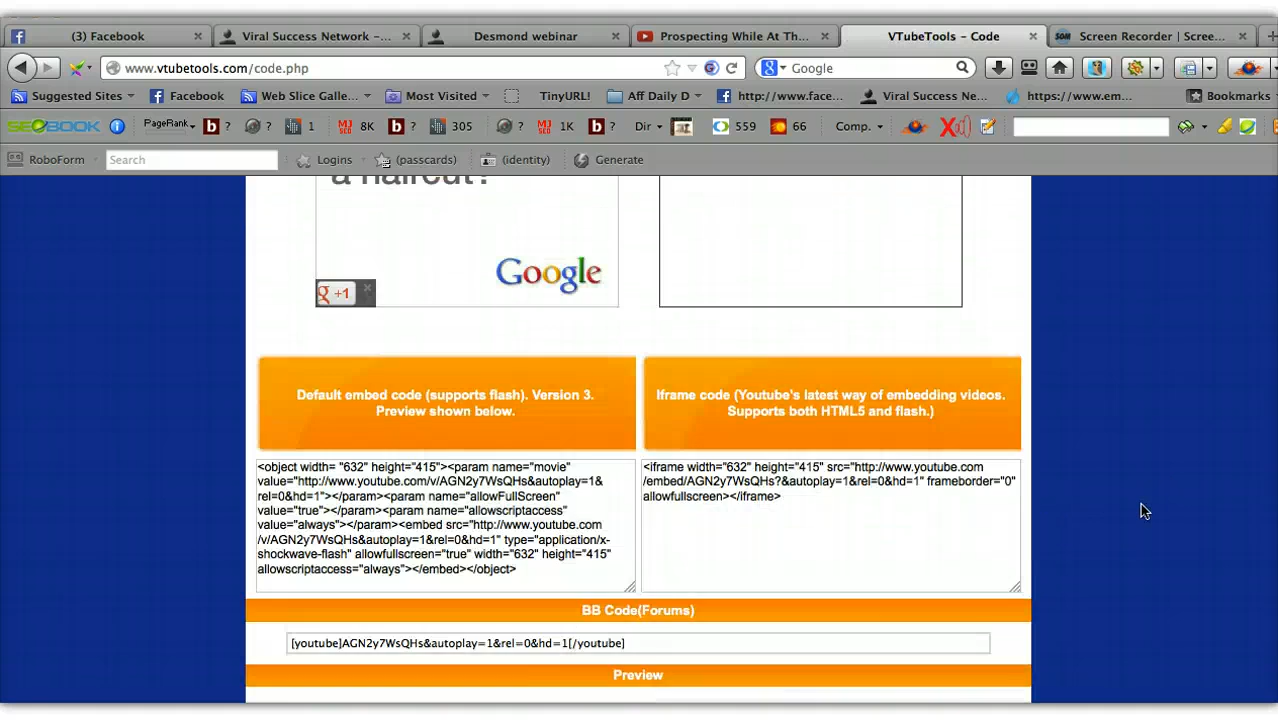 (3) Facebook
Viral Success Network -...
Desmond webinar
Prospecting While At Th...
VTubeTools - Code
Screen Recorder | Scree...
www.vtubetools.com/code.php
Google
Suggested Sites
Facebook
Web Slice Galle...
Most Visited
TinyURL!
Aff Daily D
http://www.face...
Viral Success Ne...
https://www.em...
Bookmarks
SEOBOOK
PageRank
b ?
?
1
MJ SEO 8K
b ?
305
?
MJ SEO 1K
b ?
Dir
559
66
Comp.
RoboForm
Search
Logins
(passcards)
(identity)
Generate
a haircut?
Google
g +1
Default embed code (supports flash). Version 3.
Preview shown below.
Iframe code (Youtube's latest way of embedding videos.
Supports both HTML5 and flash.)
<object width= "632" height="415"><param name="movie"
value="http://www.youtube.com/v/AGN2y7WsQHs&autoplay=1&
rel=0&hd=1"></param><param name="allowFullScreen"
value="true"></param><param name="allowscriptaccess"
value="always"></param><embed src="http://www.youtube.com
/v/AGN2y7WsQHs&autoplay=1&rel=0&hd=1" type="application/x-
shockwave-flash" allowfullscreen="true" width="632" height="415"
allowscriptaccess="always"></embed></object>
<iframe width="632" height="415" src="http://www.youtube.com
/embed/AGN2y7WsQHs?&autoplay=1&rel=0&hd=1" frameborder="0"
allowfullscreen></iframe>
BB Code(Forums)
[youtube]AGN2y7WsQHs&autoplay=1&rel=0&hd=1[/youtube]
Preview